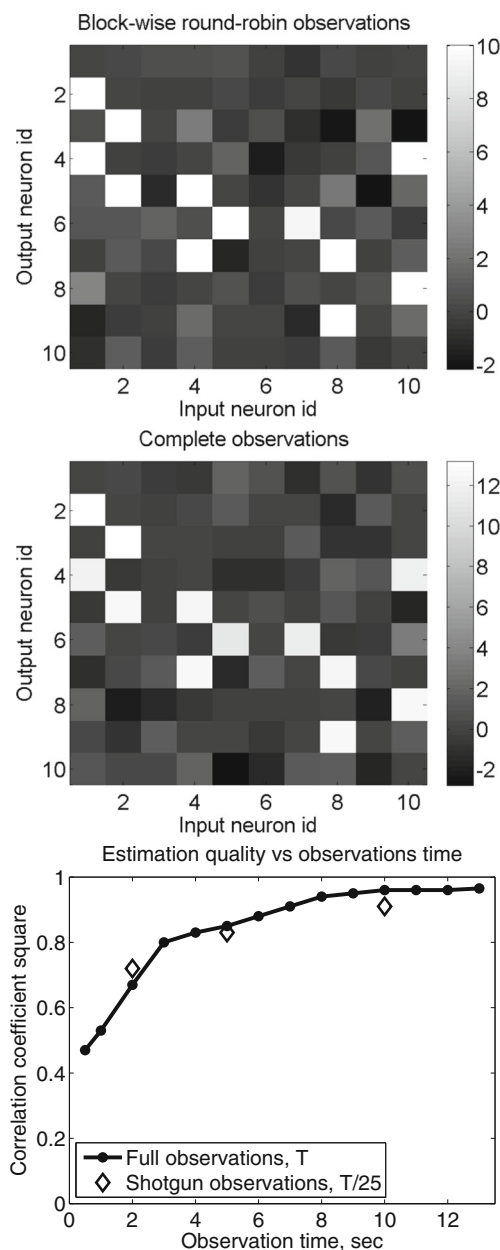 Block-wise round-robin observations
10
8
6
4
2
0
-2
2
4
6
8
10
Output neuron id
2 4 6 8 10
Input neuron id
Complete observations
12
10
8
6
4
2
0
-2
2
4
6
8
10
Output neuron id
2 4 6 8 10
Input neuron id
Estimation quality vs observations time
1
0.8
0.6
0.4
0.2
0
Correlation coefficient square
Full observations, T
Shotgun observations, T/25
0 2 4 6 8 10 12
Observation time, sec